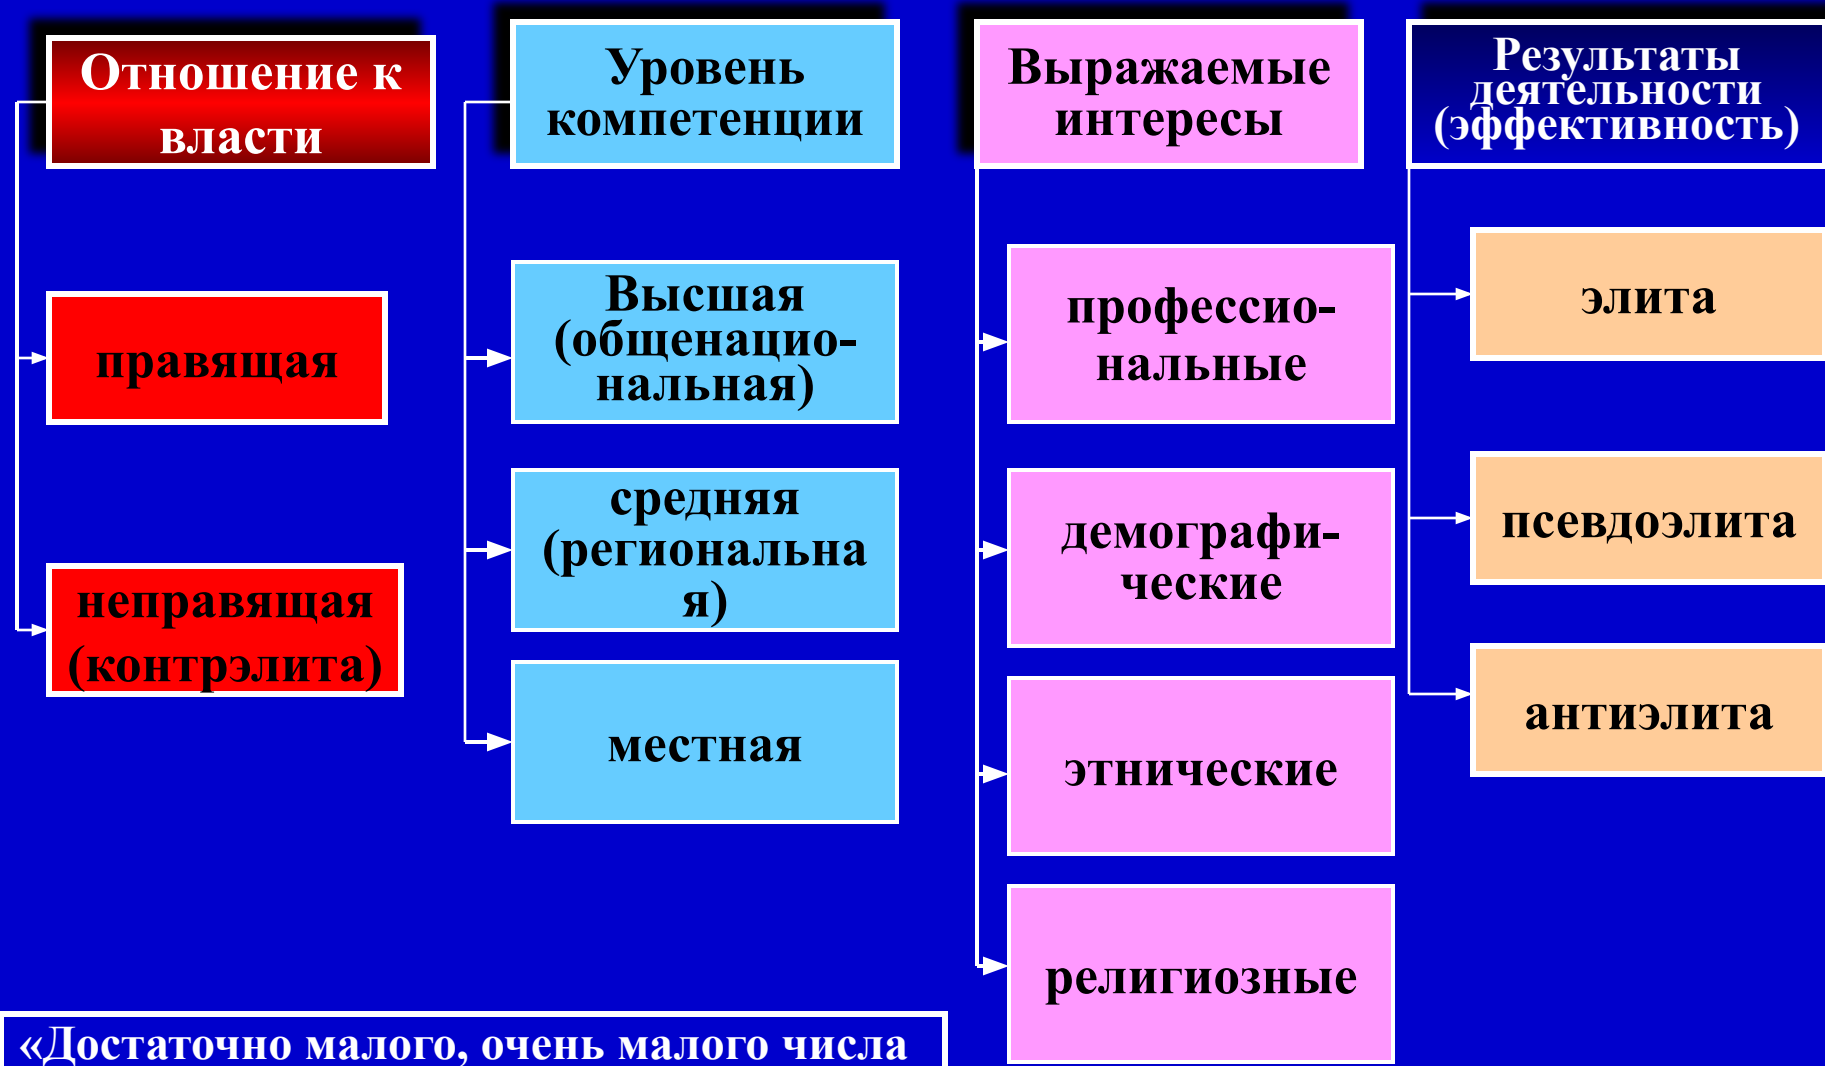 Отношение к
власти
правящая
неправящая
(контрэлита)
Уровень
компетенции
Высшая
(общенацио-
нальная)
средняя
(региональна
я)
местная
Выражаемые
интересы
профессио-
нальные
демографи-
ческие
этнические
религиозные
Результаты
деятельности
(эффективность)
элита
псевдоэлита
антиэлита
«Достаточно малого, очень малого числа